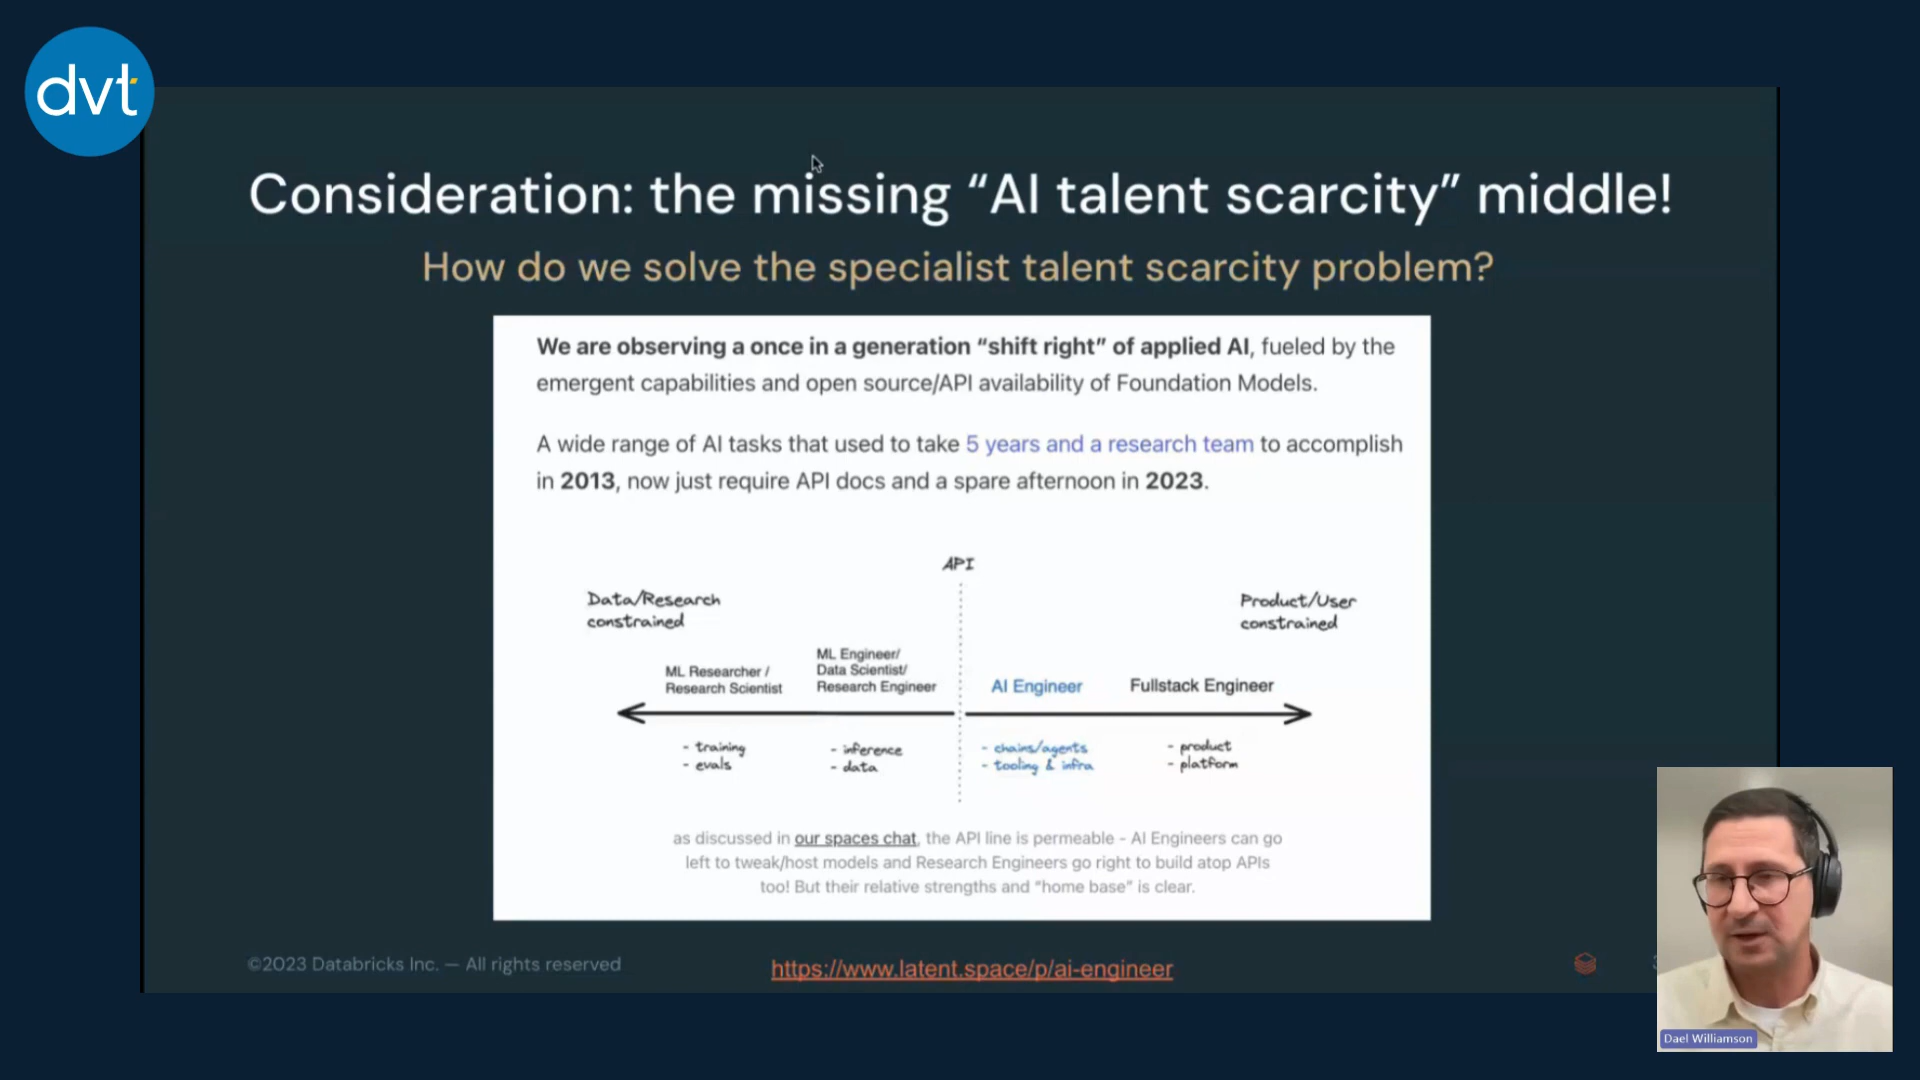 dvt
Consideration: the missing “AI talent scarcity” middle!
How do we solve the specialist talent scarcity problem?
We are observing a once in a generation “shift right” of applied AI, fueled by the
emergent capabilities and open source/API availability of Foundation Models.
A wide range of AI tasks that used to take 5 years and a research team to accomplish
in 2013, now just require API docs and a spare afternoon in 2023.
API
Data/Research
constrained
Product/User
constrained
ML Researcher /
Research Scientist
ML Engineer/
Data Scientist/
Research Engineer
AI Engineer
Fullstack Engineer
- training
- evals
- inference
- data
- chains/agents
- tooling & infra
- product
- platform
as discussed in our spaces chat, the API line is permeable - AI Engineers can go
left to tweak/host models and Research Engineers go right to build atop APIs
too! But their relative strengths and “home base” is clear.
©2023 Databricks Inc. — All rights reserved
https://www.latent.space/p/ai-engineer
Dael Williamson